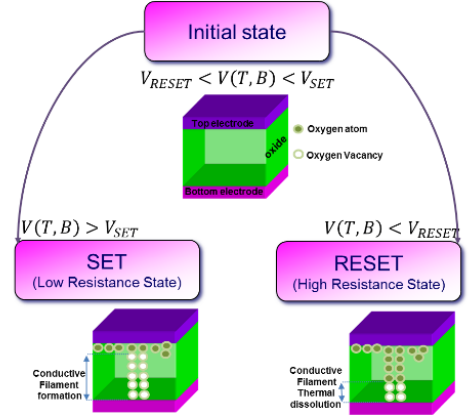 Initial state
V_RESET < V(T, B) < V_SET
Top electrode
oxide
Bottom electrode
Oxygen atom
Oxygen Vacancy
V(T, B) > V_SET
SET
(Low Resistance State)
Conductive
Filament
formation
V(T, B) < V_RESET
RESET
(High Resistance State)
Conductive
Filament
Thermal
dissolution